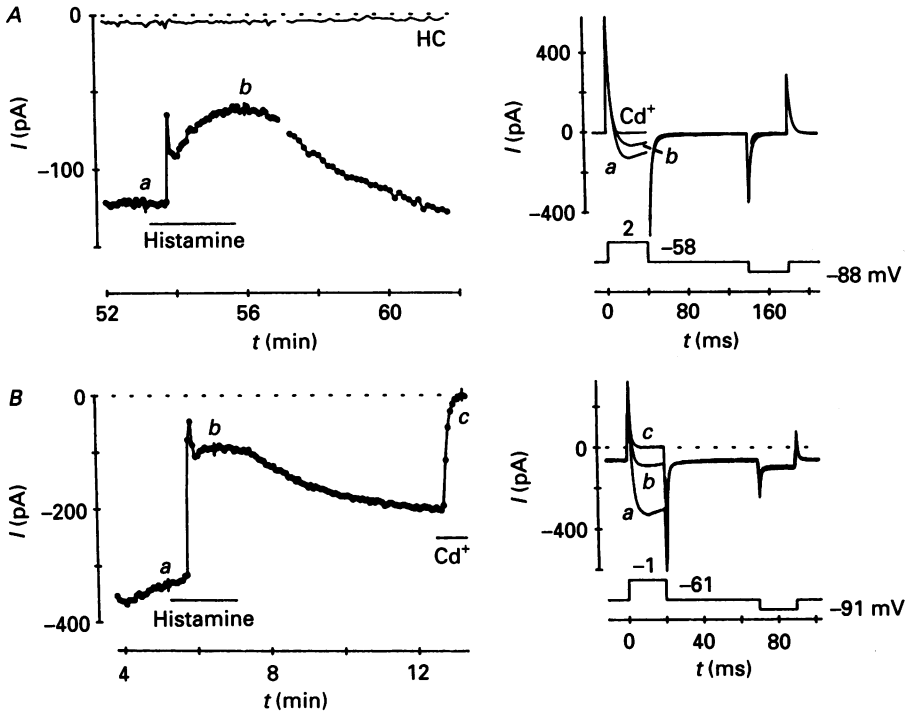 A
0
−100
I (pA)
HC
a
b
Histamine
52 56 60
t (min)
400
0
−400
I (pA)
Cd+
a
b
2
−58
−88 mV
0 80 160
t (ms)
B
0
−200
−400
I (pA)
a
b
c
Histamine
Cd+
4 8 12
t (min)
0
−400
I (pA)
c
b
a
−1
−61
−91 mV
0 40 80
t (ms)